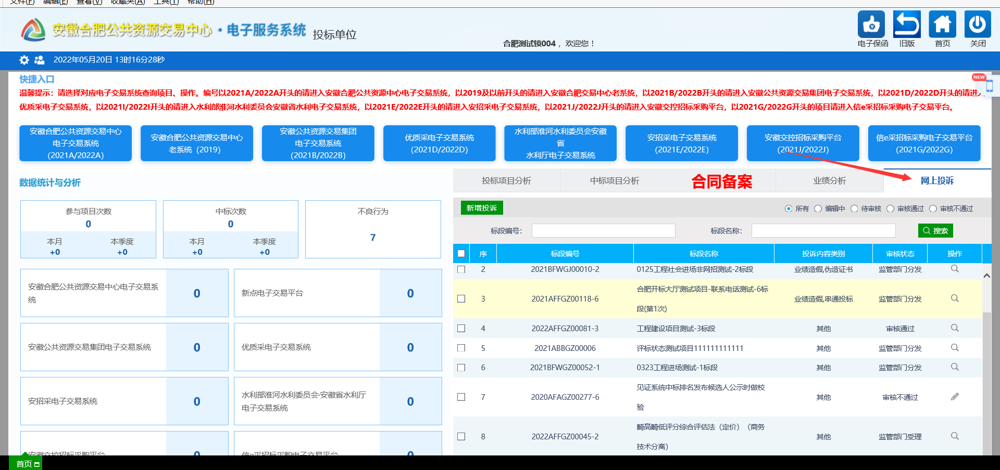 文件(F) 编辑(E) 查看(V) 收藏夹(A) 工具(T) 帮助(H)
安徽合肥公共资源交易中心·电子服务系统 投标单位
合肥测试锁004 ，欢迎您！
电子保函 旧版 首页 关闭
2022年05月20日 13时16分28秒
快捷入口
NEW
温馨提示：请选择对应电子交易系统查询项目、操作。编号以2021A/2022A开头的请进入安徽合肥公共资源中心电子交易系统，以2019及以前开头的请进入安徽合肥交易中心老系统，以2021B/2022B开头的请进入安徽公共资源交易集团电子交易系统，以2021D/2022D开头的请进入
优质采电子交易系统，以2021I/2022I开头的请进入水利部淮河水利委员会安徽省水利电子交易系统，以2021E/2022E开头的请进入安招采电子交易系统，以2021J/2022J开头的请进入安徽交控招标采购平台，以2021G/2022G开头的项目请进入信e采招标采购电子交易平台。
安徽合肥公共资源交易中心
电子交易系统
(2021A/2022A)
安徽合肥公共资源交易中心
老系统（2019）
安徽公共资源交易集团
电子交易系统
(2021B/2022B)
优质采电子交易系统
(2021D/2022D)
水利部淮河水利委员会安徽
省
水利厅电子交易系统
安招采电子交易系统
(2021E/2022E)
安徽交控招标采购平台
(2021J/2022J)
信e采招标采购电子交易平台
(2021G/2022G)
数据统计与分析
参与项目次数
0
本月 本季度
+0 +0
中标次数
0
本月 本季度
+0 +0
不良行为
7
安徽合肥公共资源交易中心电子交易系
统
0
新点电子交易平台 0
安徽公共资源交易集团电子交易系统 0
优质采电子交易系统 0
安招采电子交易系统 0
水利部淮河水利委员会·安徽省水利厅
电子交易系统
0
安徽交控招标采购平台 0
信e采招标采购电子交易平台 0
投标项目分析 中标项目分析 合同备案 业绩分析 网上投诉
新增投诉 所有 编辑中 待审核 审核通过 审核不通过
标段编号： 标段名称： 搜索
序 标段编号 标段名称 投诉内容类别 审核状态 操作
2 2021BFWGJ00010-2 0125工程社会进场非网招测试-2标段 业绩造假,伪造证书 监管部门分发
3 2021AFFGZ00118-6 合肥开标大厅测试项目-联系电话测试-6标
段(第1次) 业绩造假,串通投标 监管部门分发
4 2022AFFGZ00081-3 工程建设项目测试-3标段 其他 审核通过
5 2021ABBGZ00006 评标状态测试项目111111111111 其他 监管部门分发
6 2021BFWGZ00052-1 0323工程进场测试-1标段 其他 监管部门分发
7 2020AFAGZ00277-6 见证系统中标排名发布候选人公示时做校
验 其他 审核不通过
8 2022AFFGZ00045-2 畸高畸低评分综合评估法（定价）（商务
技术分离） 其他 监管部门受理
首页